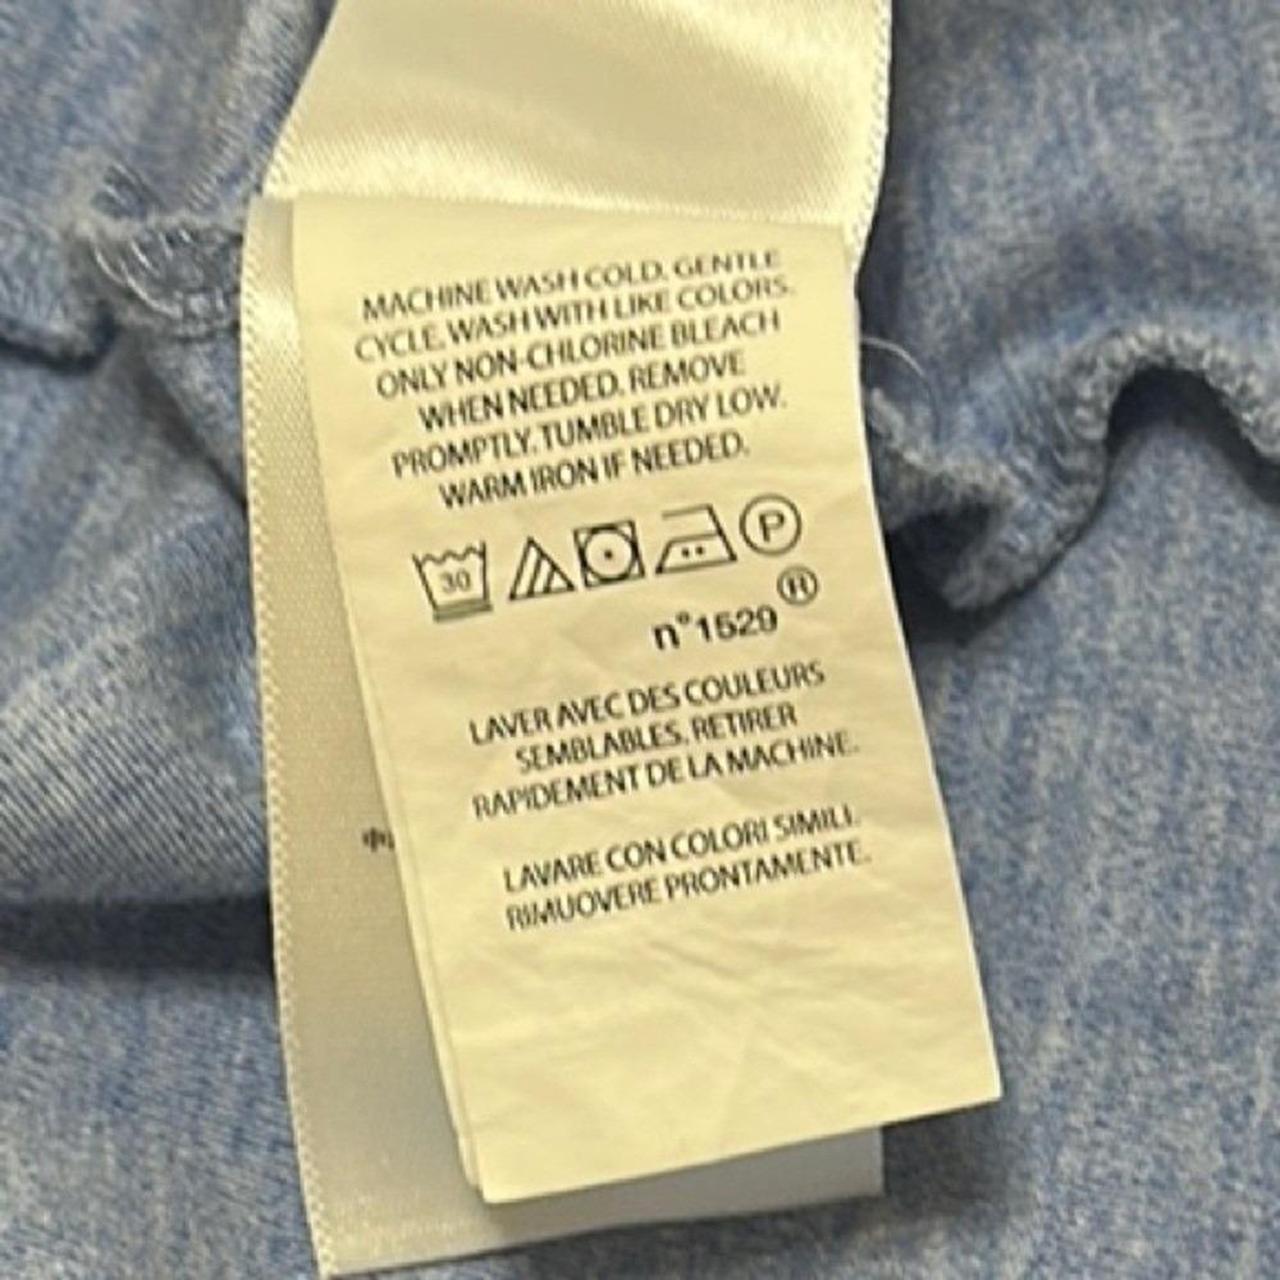 MACHINE WASH COLD. GENTLE
CYCLE. WASH WITH LIKE COLORS.
ONLY NON-CHLORINE BLEACH
WHEN NEEDED. REMOVE
PROMPTLY. TUMBLE DRY LOW.
WARM IRON IF NEEDED.
30 P
®
n°1529
LAVER AVEC DES COULEURS
SEMBLABLES. RETIRER
RAPIDEMENT DE LA MACHINE.
LAVARE CON COLORI SIMILI.
RIMUOVERE PRONTAMENTE.